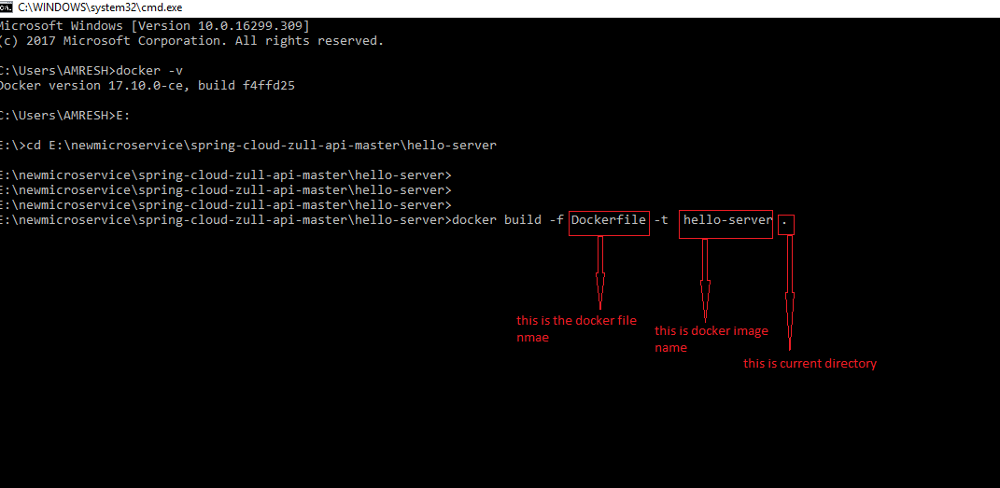 C:\WINDOWS\system32\cmd.exe
Microsoft Windows [Version 10.0.16299.309]
(c) 2017 Microsoft Corporation. All rights reserved.
C:\Users\AMRESH>docker -v
Docker version 17.10.0-ce, build f4ffd25
C:\Users\AMRESH>E:
E:\>cd E:\newmicroservice\spring-cloud-zull-api-master\hello-server
E:\newmicroservice\spring-cloud-zull-api-master\hello-server>
E:\newmicroservice\spring-cloud-zull-api-master\hello-server>
E:\newmicroservice\spring-cloud-zull-api-master\hello-server>
E:\newmicroservice\spring-cloud-zull-api-master\hello-server>docker build -f Dockerfile -t hello-server .
this is the docker file
nmae
this is docker image
name
this is current directory